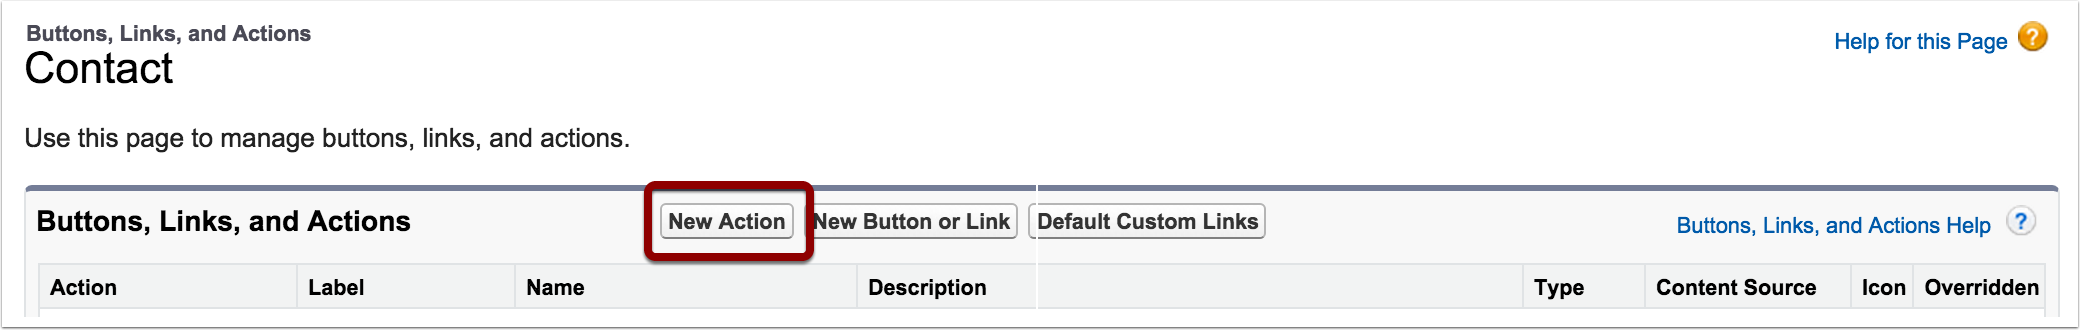 Buttons, Links, and Actions
Contact
Help for this Page ?
Use this page to manage buttons, links, and actions.
Buttons, Links, and Actions New Action New Button or Link Default Custom Links Buttons, Links, and Actions Help ?
Action Label Name Description Type Content Source Icon Overridden